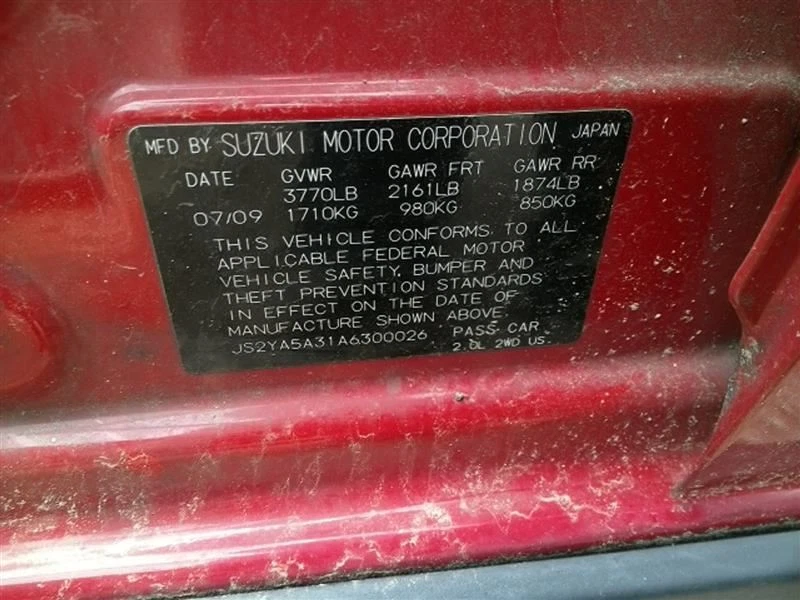 MFD BY SUZUKI MOTOR CORPORATION JAPAN
DATE GVWR GAWR FRT GAWR RR
3770LB 2161LB 1874LB
07/09 1710KG 980KG 850KG
THIS VEHICLE CONFORMS TO ALL
APPLICABLE FEDERAL MOTOR
VEHICLE SAFETY, BUMPER AND
THEFT PREVENTION STANDARDS
IN EFFECT ON THE DATE OF
MANUFACTURE SHOWN ABOVE.
JS2YA5A31A6300026 PASS CAR
2.0L 2WD US.